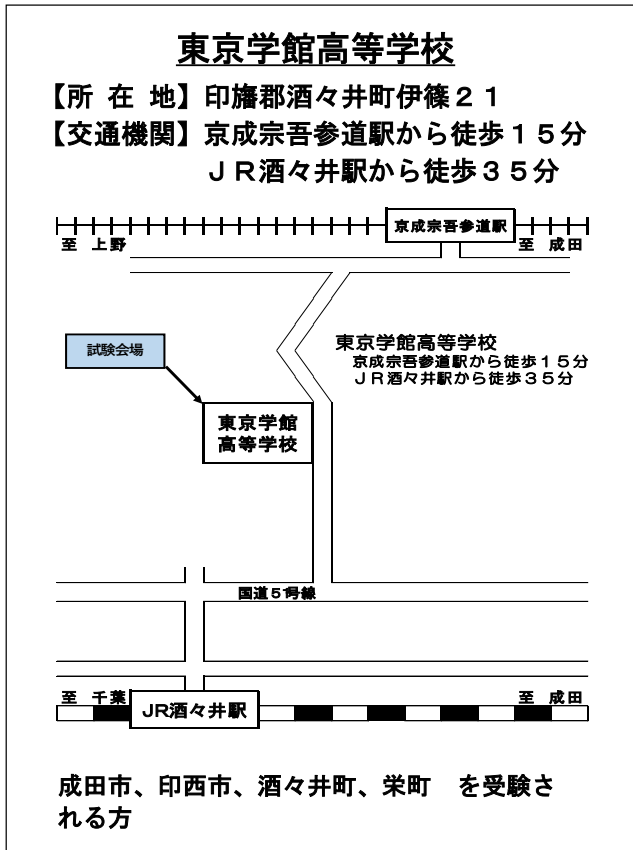 東京学館高等学校
【所 在 地】印旛郡酒々井町伊篠２１
【交通機関】京成宗吾参道駅から徒歩１５分
ＪＲ酒々井駅から徒歩３５分
京成宗吾参道駅
至 上野
至 成田
東京学館高等学校
京成宗吾参道駅から徒歩１５分
ＪＲ酒々井駅から徒歩３５分
試験会場
東京学館
高等学校
国道５１号線
至 千葉
至 成田
JR酒々井駅
成田市、印西市、酒々井町、栄町　を受験さ
れる方